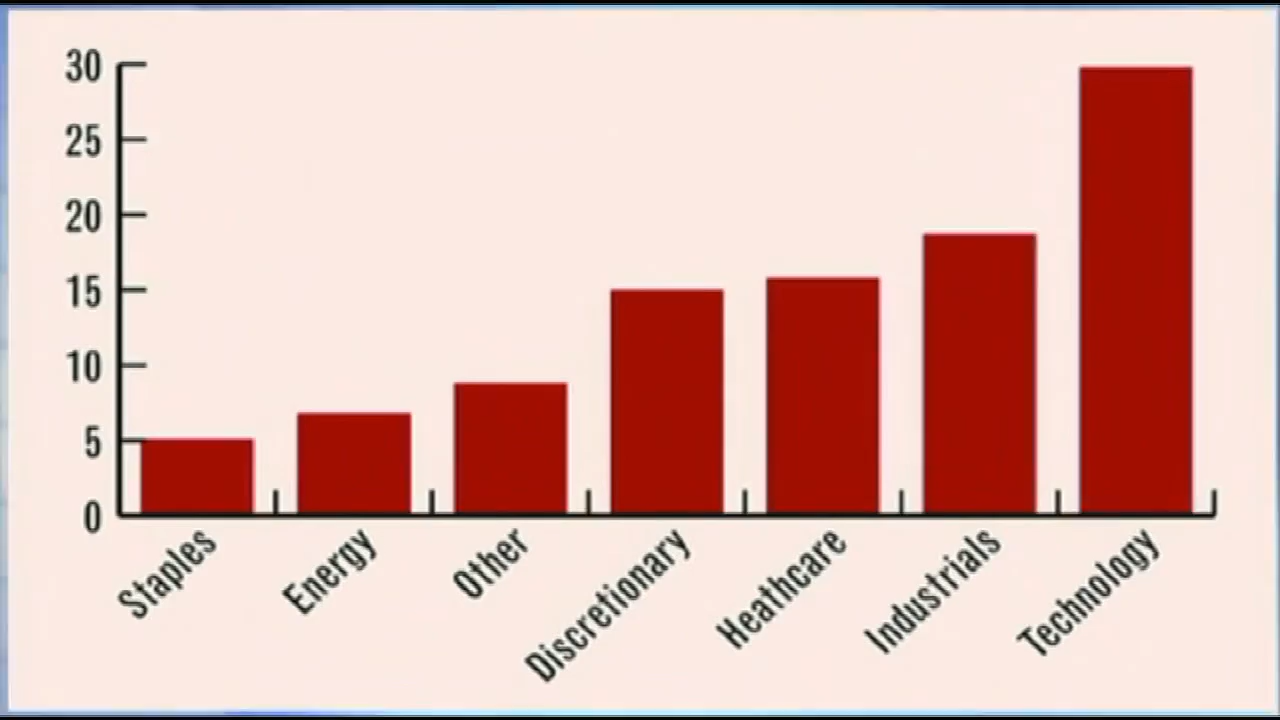 30
25
20
15
10
5
0
Staples
Energy
Other
Discretionary
Heathcare
Industrials
Technology